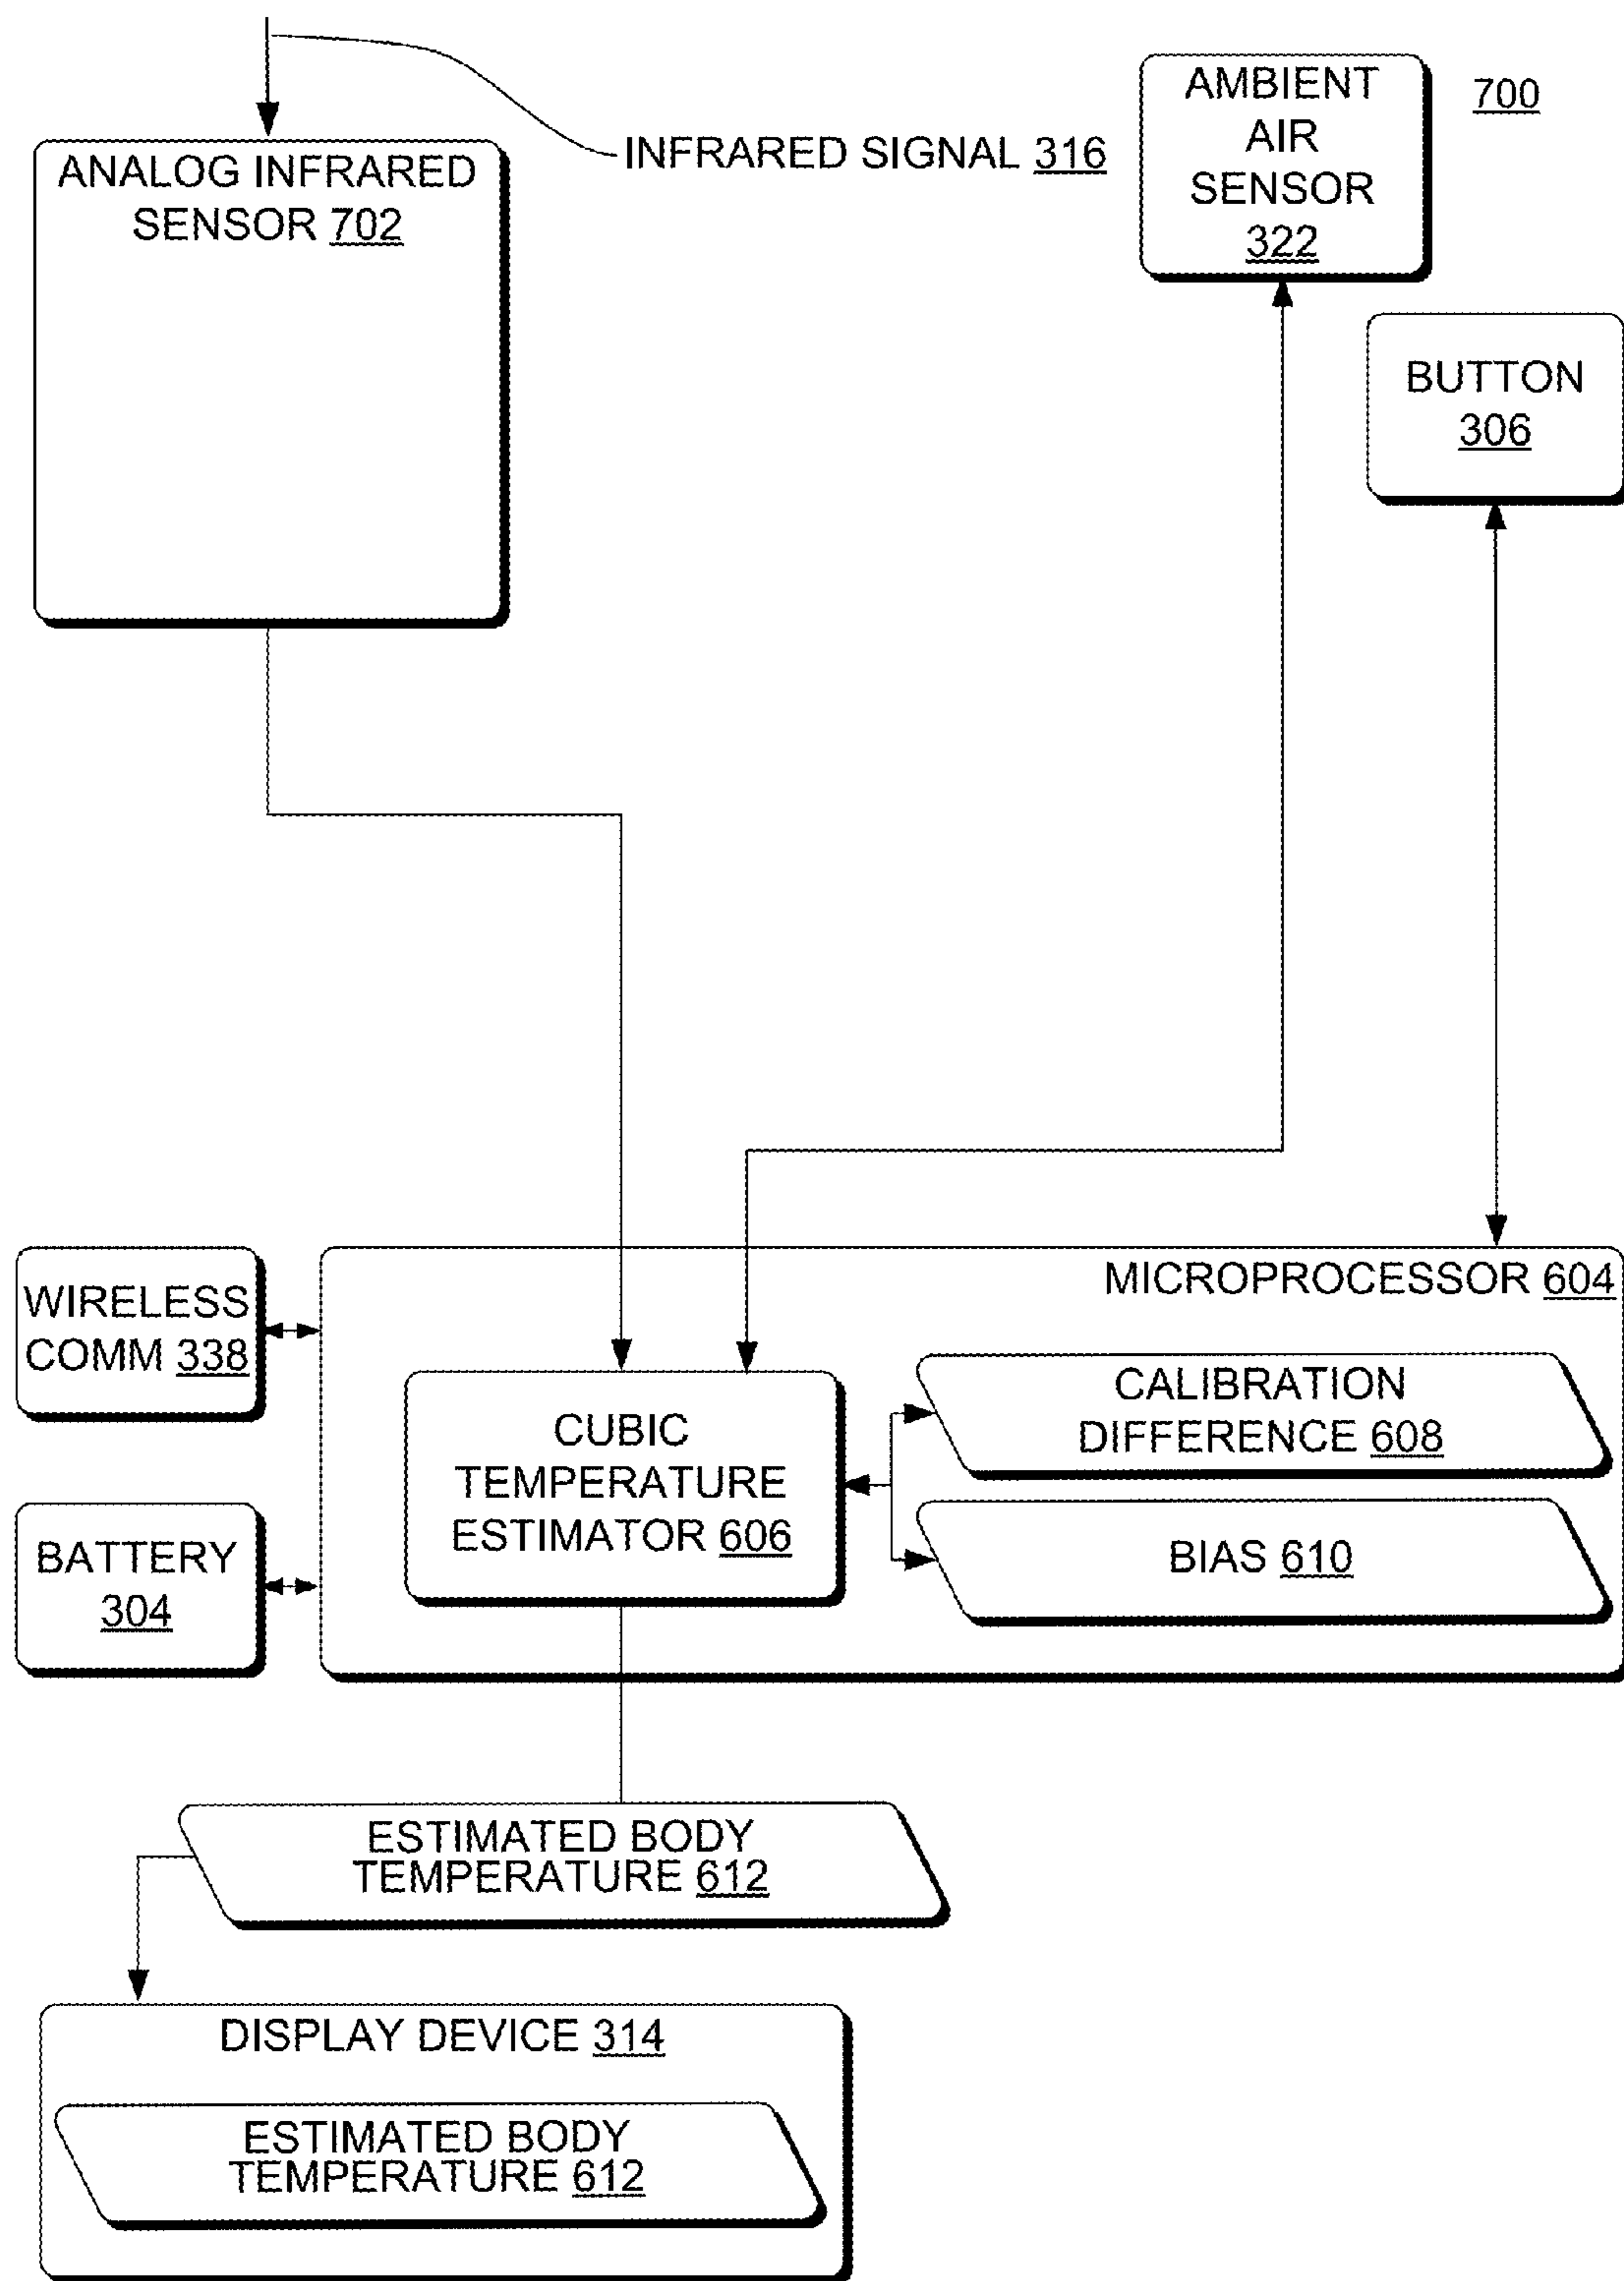 ANALOG INFRARED
SENSOR 702
INFRARED SIGNAL 316
AMBIENT
AIR
SENSOR
322
700
BUTTON
306
WIRELESS
COMM 338
BATTERY
304
MICROPROCESSOR 604
CUBIC
TEMPERATURE
ESTIMATOR 606
CALIBRATION
DIFFERENCE 608
BIAS 610
ESTIMATED BODY
TEMPERATURE 612
DISPLAY DEVICE 314
ESTIMATED BODY
TEMPERATURE 612